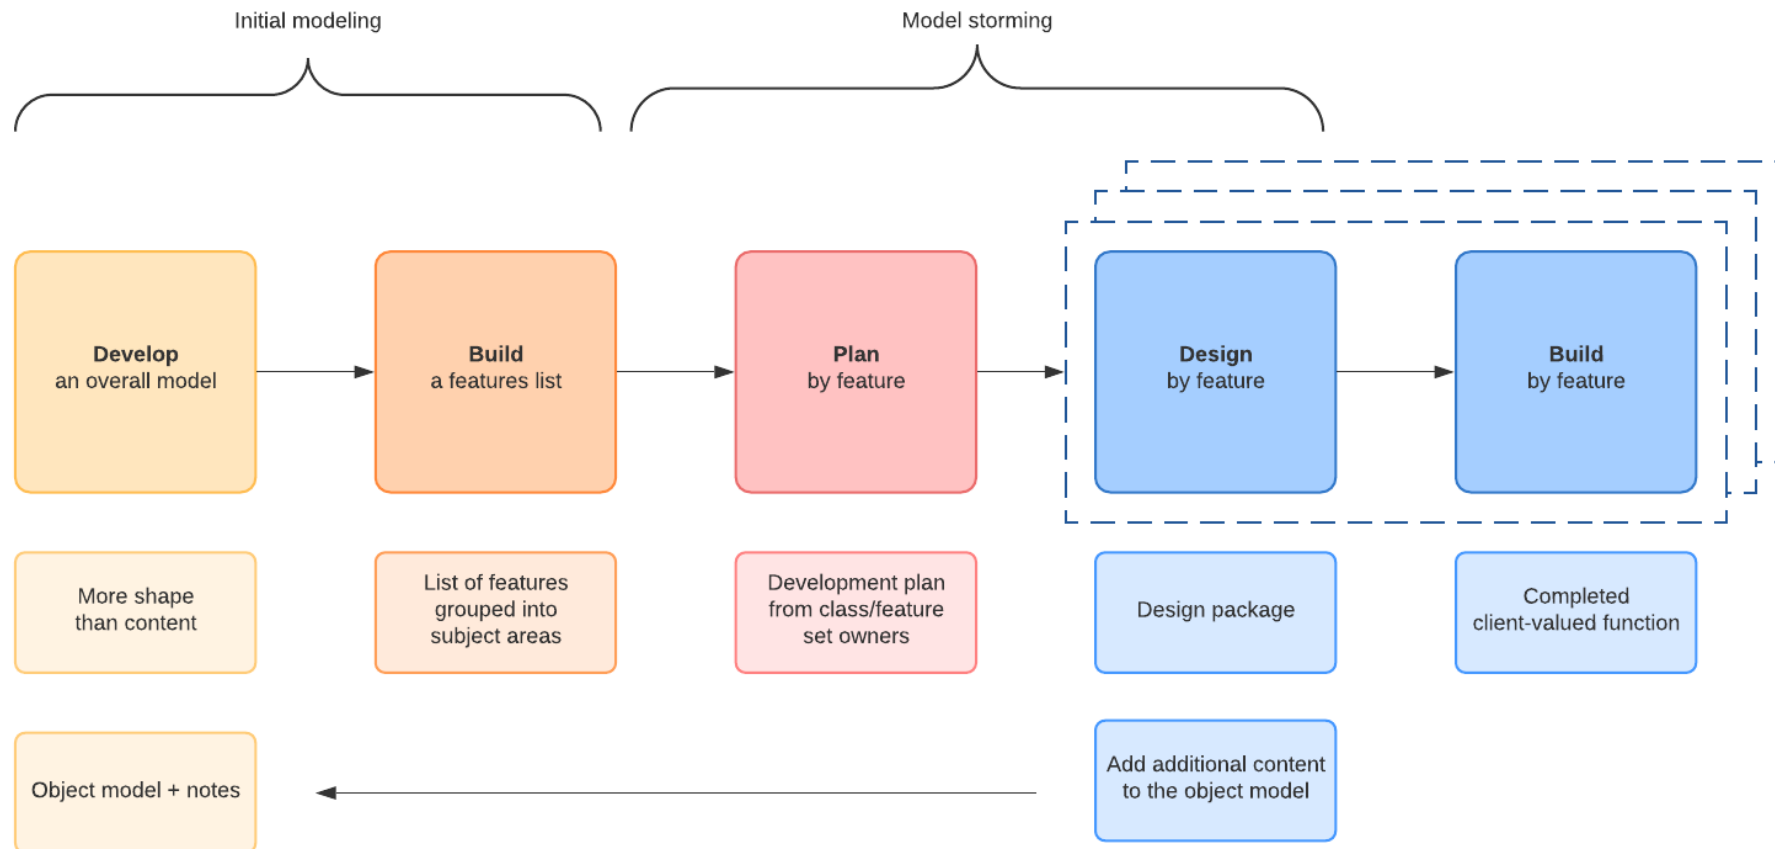 Initial modeling
Model storming
Develop
an overall model
Build
a features list
Plan
by feature
Design
by feature
Build
by feature
More shape
than content
List of features
grouped into
subject areas
Development plan
from class/feature
set owners
Design package
Completed
client-valued function
Object model + notes
Add additional content
to the object model